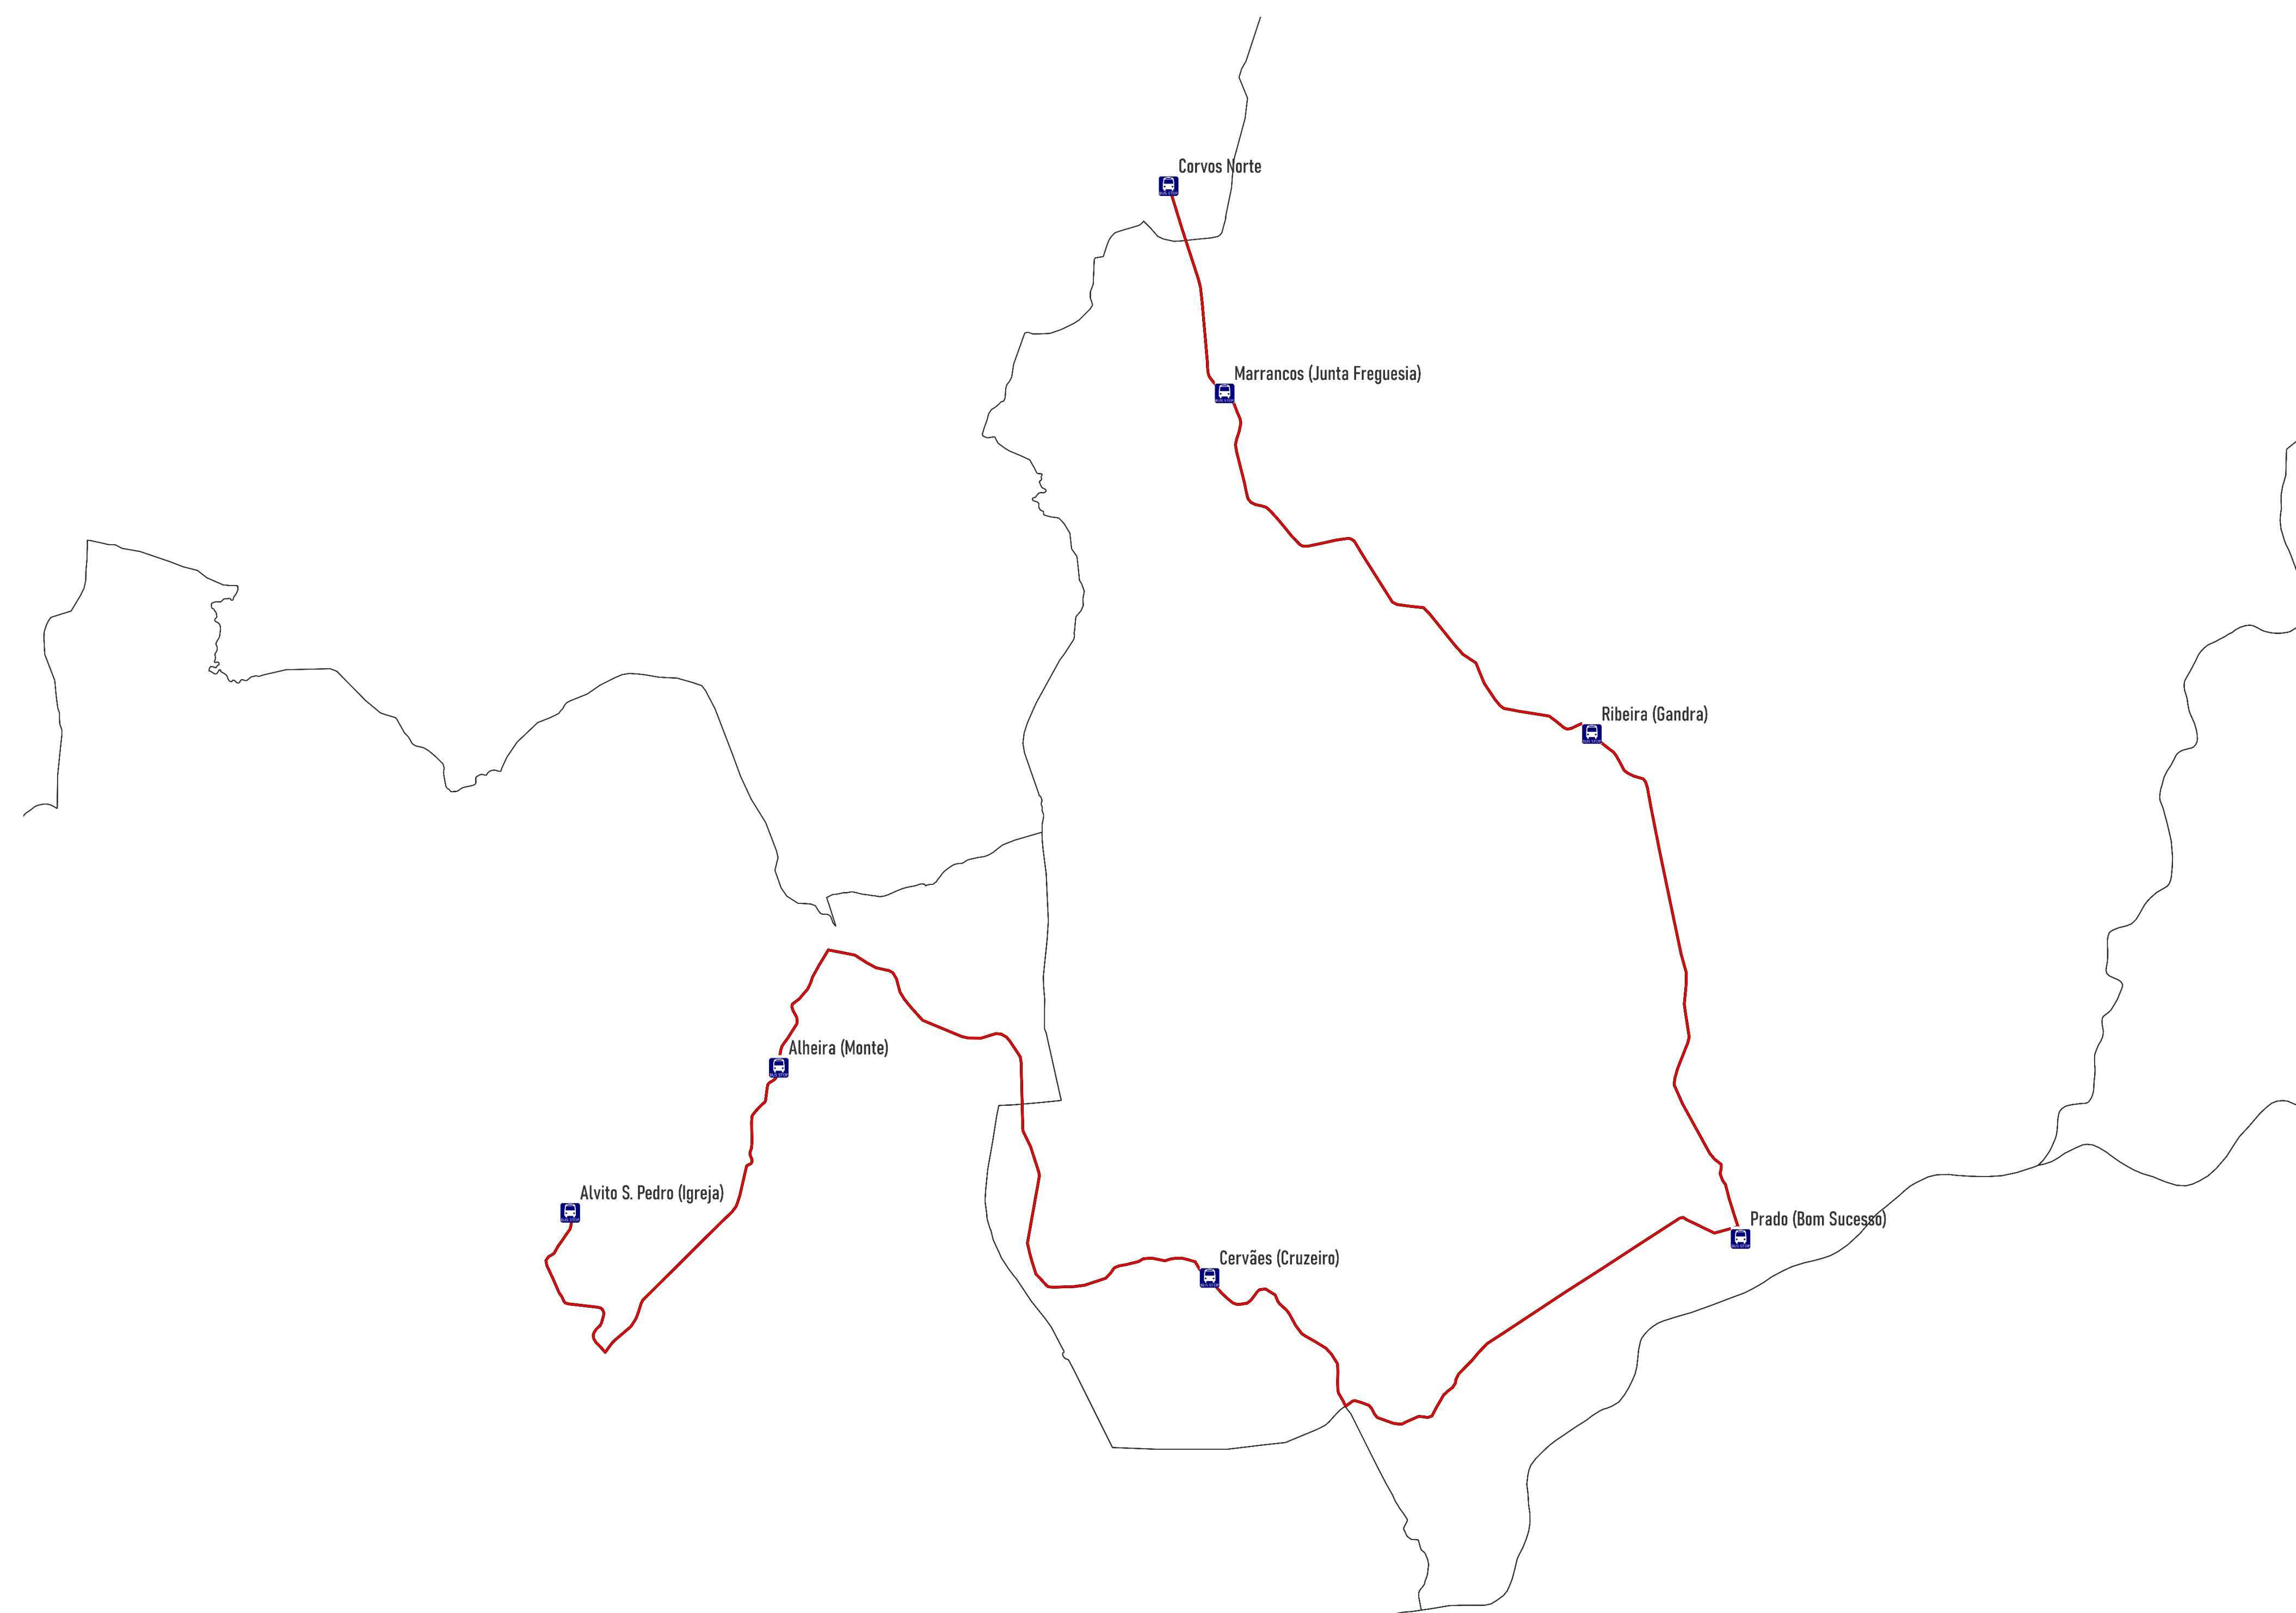 Corvos Norte
Marrancos (Junta Freguesia)
Ribeira (Gandra)
Alheira (Monte)
Alvito S. Pedro (Igreja)
Prado (Bom Sucesso)
Cervães (Cruzeiro)